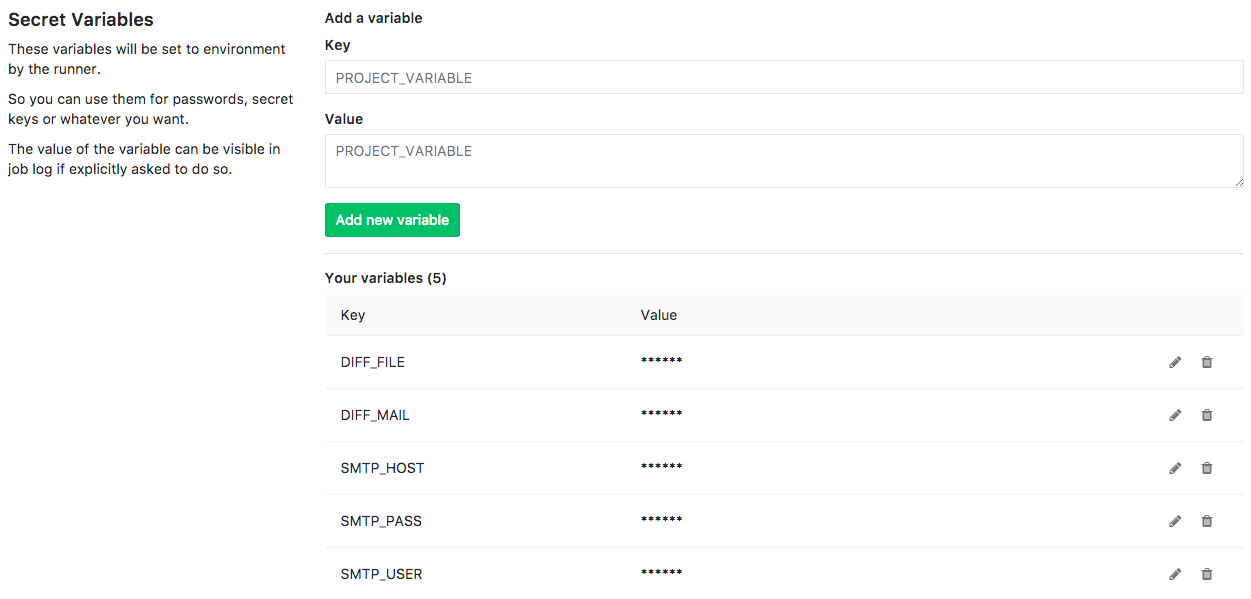 Secret Variables
These variables will be set to environment
by the runner.
So you can use them for passwords, secret
keys or whatever you want.
The value of the variable can be visible in
job log if explicitly asked to do so.
Add a variable
Key
PROJECT_VARIABLE
Value
PROJECT_VARIABLE
Add new variable
Your variables (5)
Key Value
DIFF_FILE ******
DIFF_MAIL ******
SMTP_HOST ******
SMTP_PASS ******
SMTP_USER ******